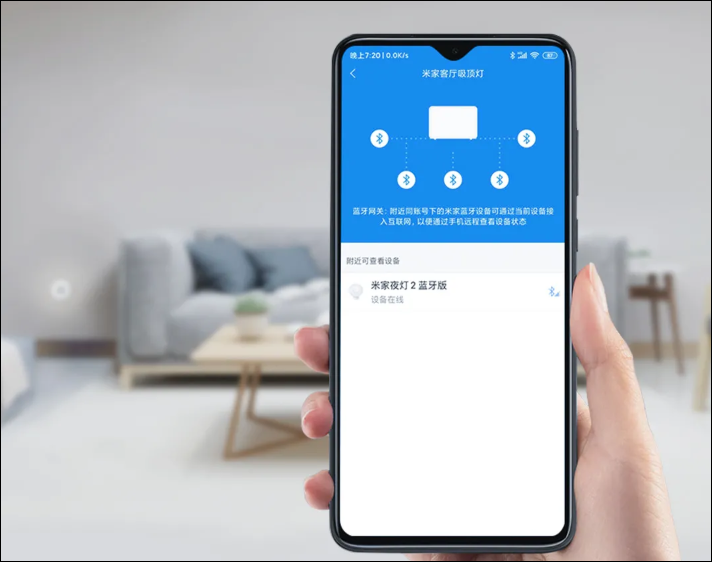 晚上7:20 | 0.0K/s
米家客厅吸顶灯
蓝牙网关：附近同账号下的米家蓝牙设备可通过当前设备接
入互联网，以便通过手机远程查看设备状态
附近可查看设备
米家夜灯 2 蓝牙版
设备在线